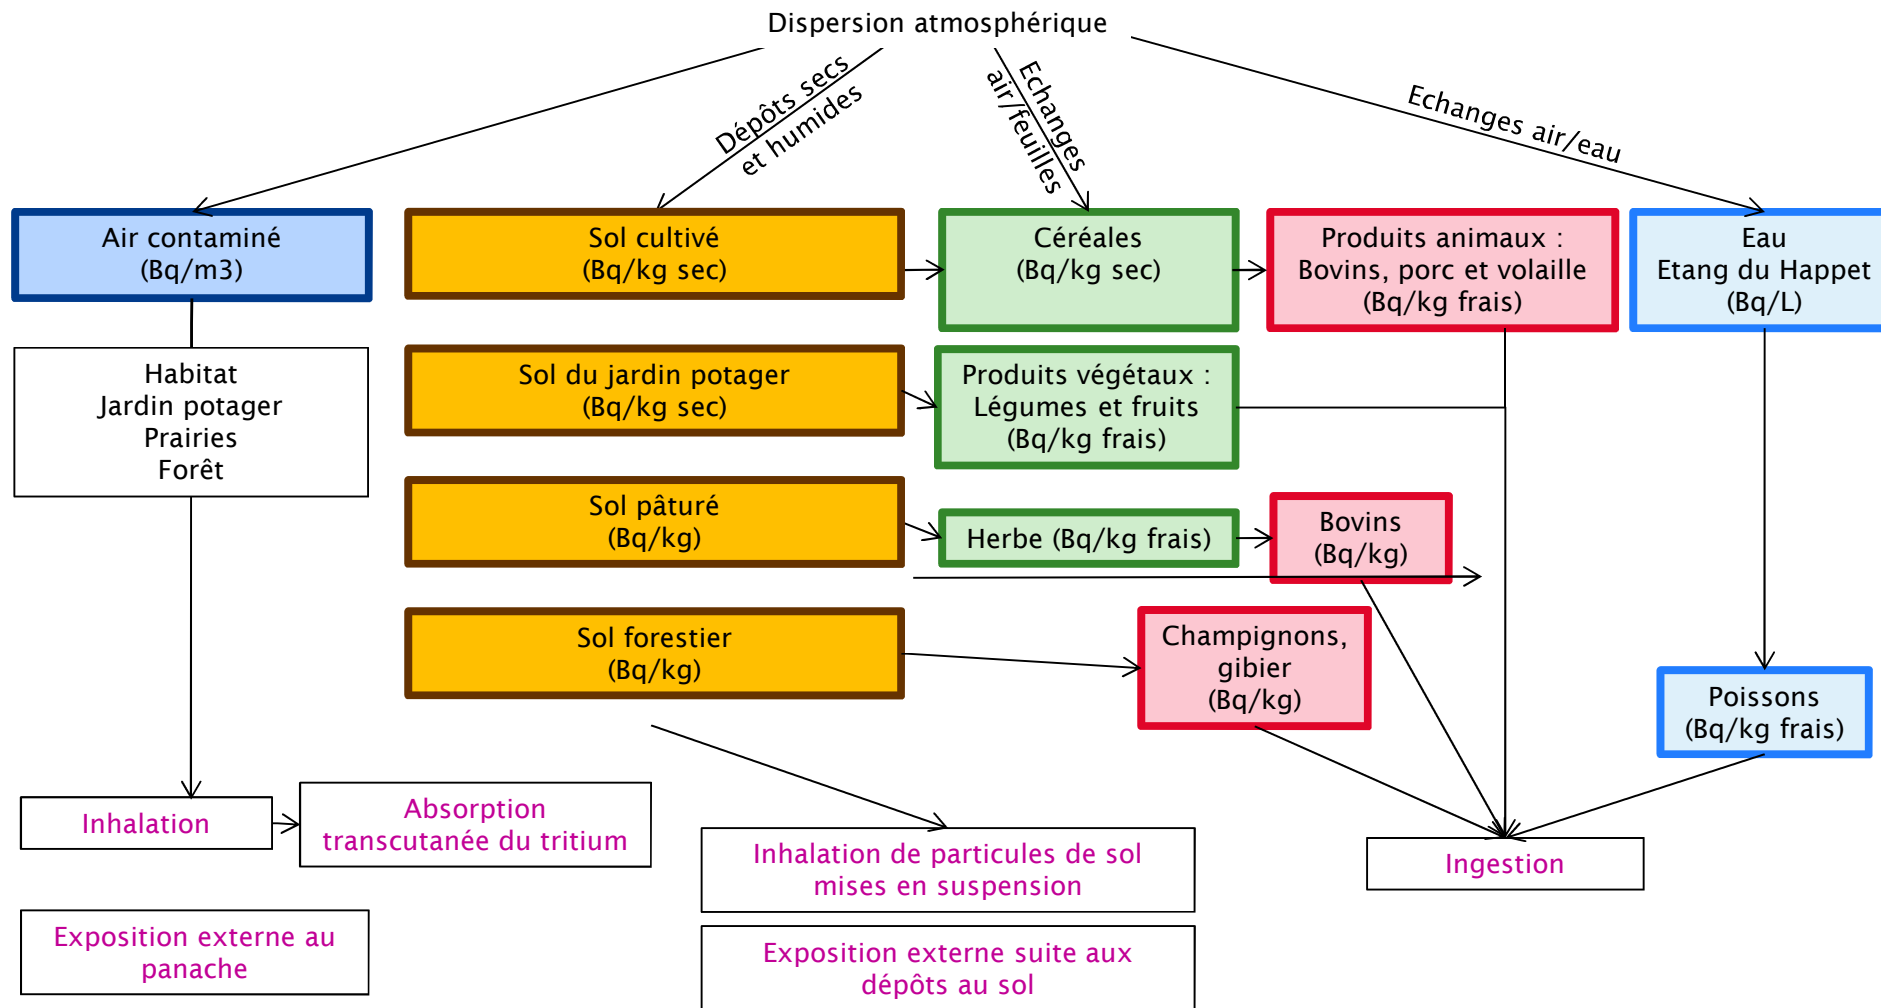 Dispersion atmosphérique
Dépôts secs
et humides
Echanges
air/feuilles
Echanges air/eau
Air contaminé
(Bq/m3)
Sol cultivé
(Bq/kg sec)
Céréales
(Bq/kg sec)
Produits animaux :
Bovins, porc et volaille
(Bq/kg frais)
Eau
Etang du Happet
(Bq/L)
Habitat
Jardin potager
Prairies
Forêt
Sol du jardin potager
(Bq/kg sec)
Produits végétaux :
Légumes et fruits
(Bq/kg frais)
Sol pâturé
(Bq/kg)
Herbe (Bq/kg frais)
Bovins
(Bq/kg)
Sol forestier
(Bq/kg)
Champignons,
gibier
(Bq/kg)
Poissons
(Bq/kg frais)
Inhalation
Absorption
transcutanée du tritium
Inhalation de particules de sol
mises en suspension
Ingestion
Exposition externe au
panache
Exposition externe suite aux
dépôts au sol